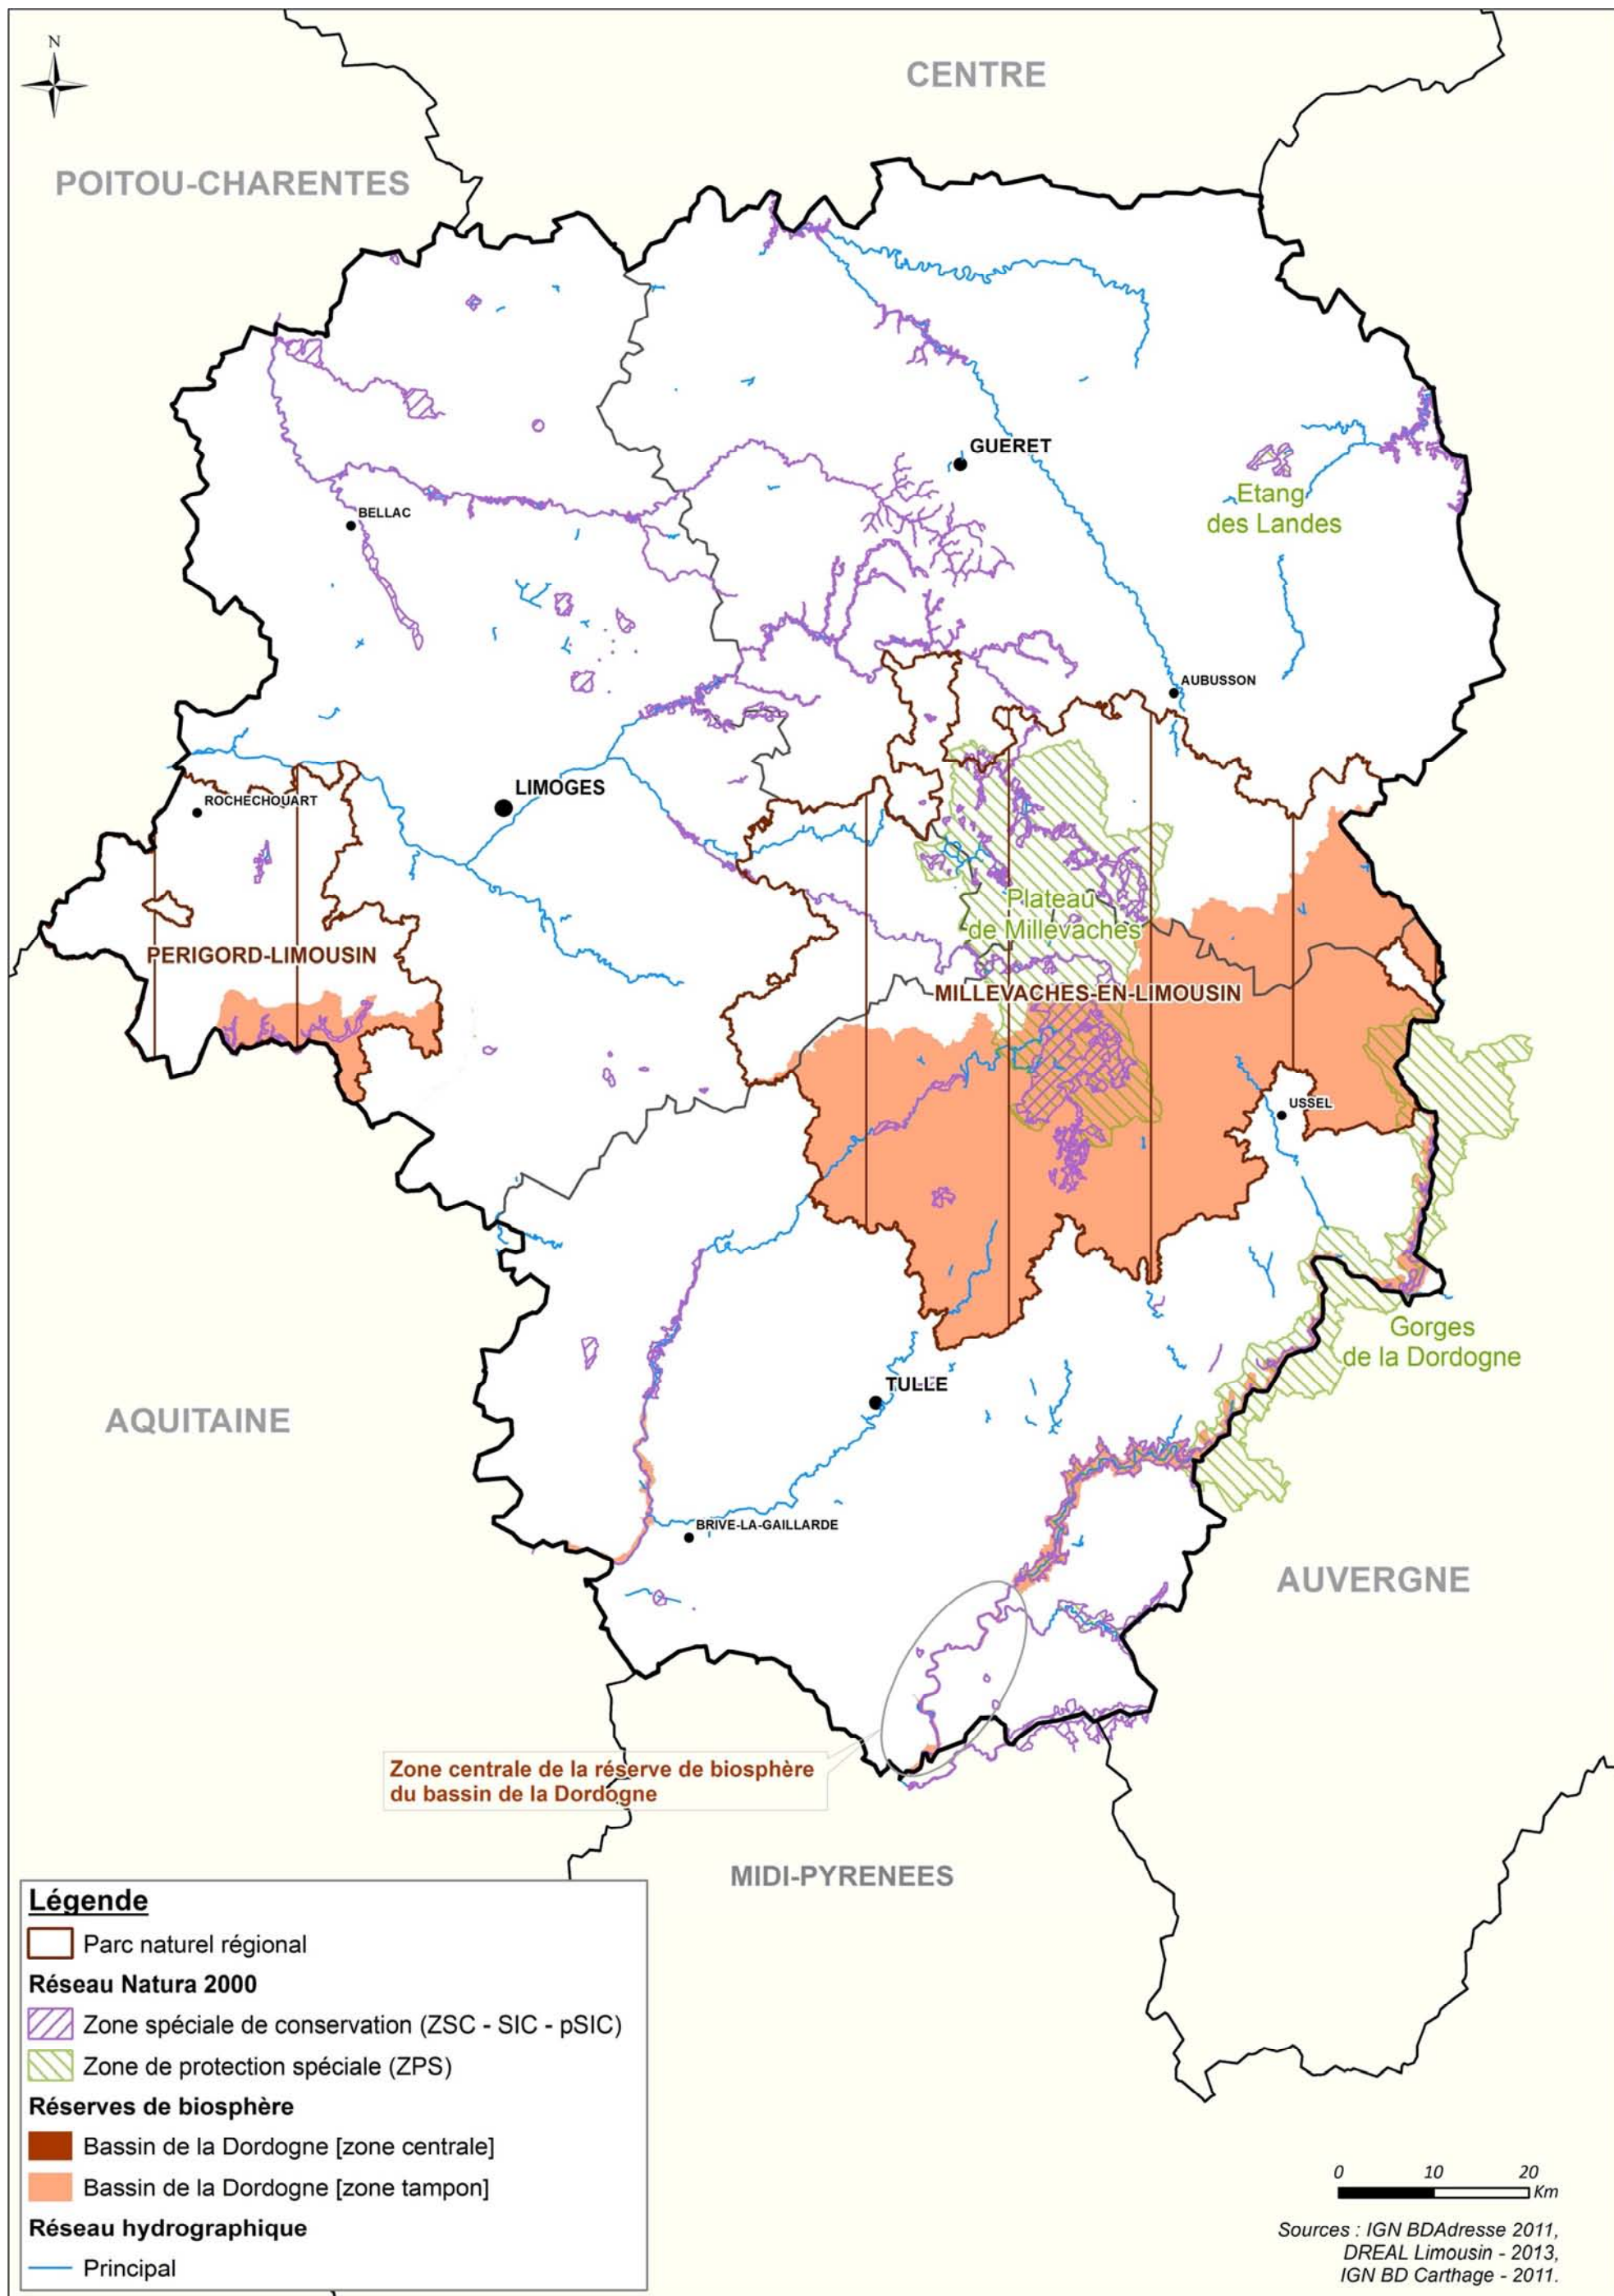 N
CENTRE
POITOU-CHARENTES
GUERET
Etang
des Landes
BELLAC
AUBUSSON
LIMOGES
ROCHECHOUART
Plateau
de Millevaches
PERIGORD-LIMOUSIN
MILLEVACHES-EN-LIMOUSIN
USSEL
Gorges
de la Dordogne
TULLE
AQUITAINE
BRIVE-LA-GAILLARDE
AUVERGNE
Zone centrale de la réserve de biosphère
du bassin de la Dordogne
MIDI-PYRENEES
Légende
Parc naturel régional
Réseau Natura 2000
Zone spéciale de conservation (ZSC - SIC - pSIC)
Zone de protection spéciale (ZPS)
Réserves de biosphère
Bassin de la Dordogne [zone centrale]
Bassin de la Dordogne [zone tampon]
Réseau hydrographique
Principal
0 10 20
Km
Sources : IGN BDAdresse 2011,
DREAL Limousin - 2013,
IGN BD Carthage - 2011.